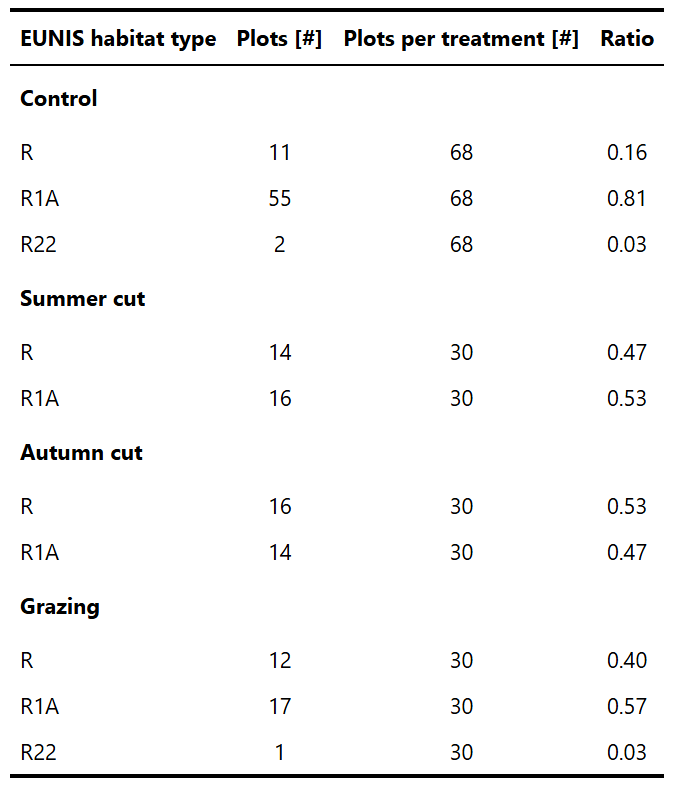 EUNIS habitat type Plots [#] Plots per treatment [#] Ratio
Control
R 11 68 0.16
R1A 55 68 0.81
R22 2 68 0.03
Summer cut
R 14 30 0.47
R1A 16 30 0.53
Autumn cut
R 16 30 0.53
R1A 14 30 0.47
Grazing
R 12 30 0.40
R1A 17 30 0.57
R22 1 30 0.03